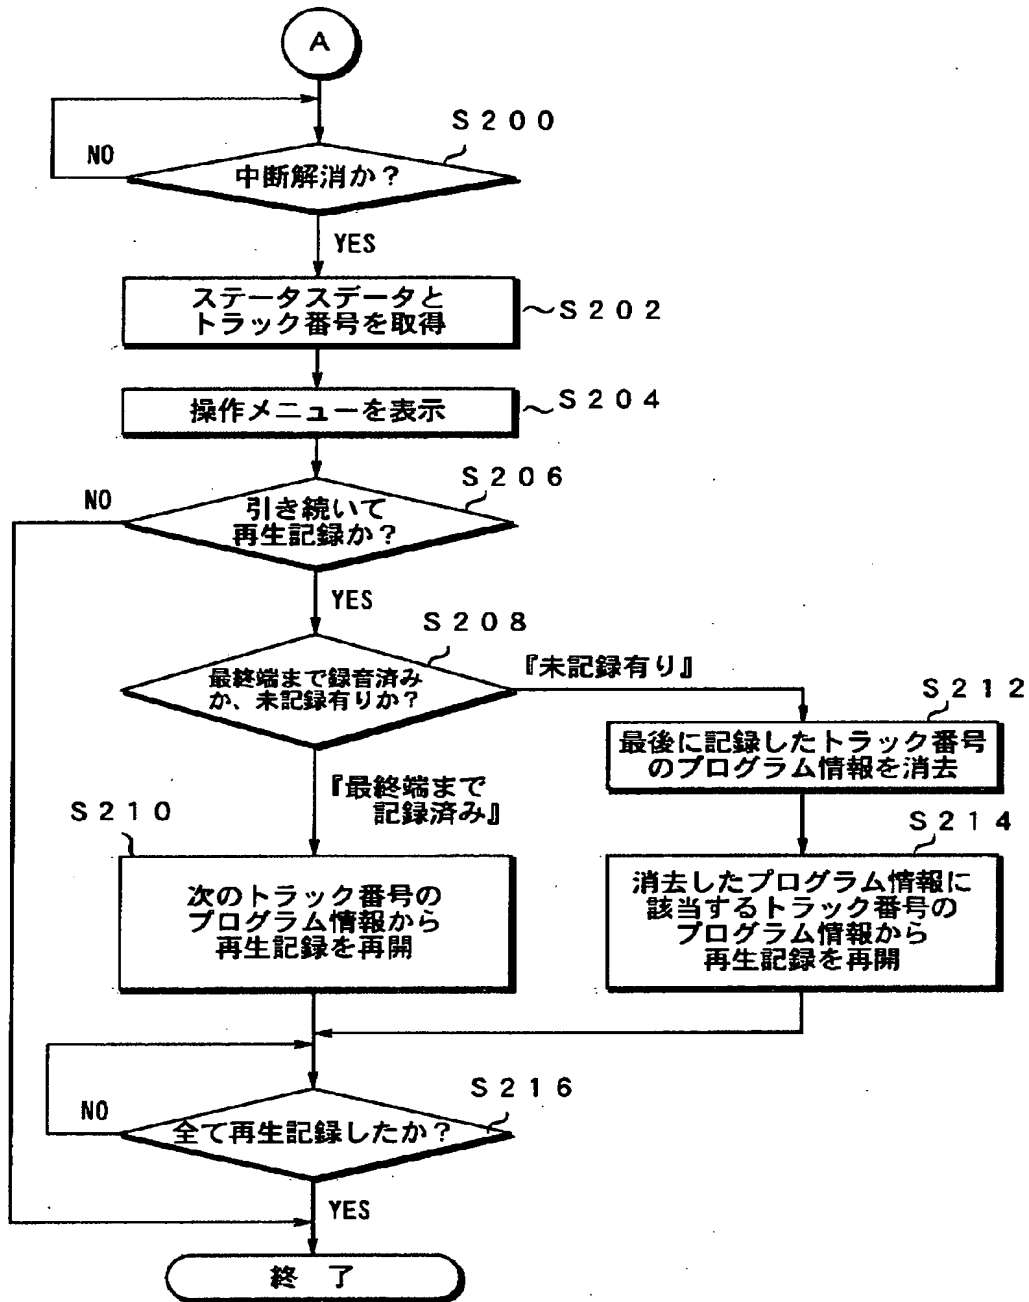 A
S200
NO
中断解消か?
YES
ステータスデータと
トラック番号を取得
S202
操作メニューを表示
S204
S206
NO
引き続いて
再生記録か?
YES
S208
最終端まで録音済み
か、未記録有りか?
『未記録有り』
S212
最後に記録したトラック番号
のプログラム情報を消去
『最終端まで
記録済み』
S210
次のトラック番号の
プログラム情報から
再生記録を再開
S214
消去したプログラム情報に
該当するトラック番号の
プログラム情報から
再生記録を再開
S216
NO
全て再生記録したか?
YES
終 了